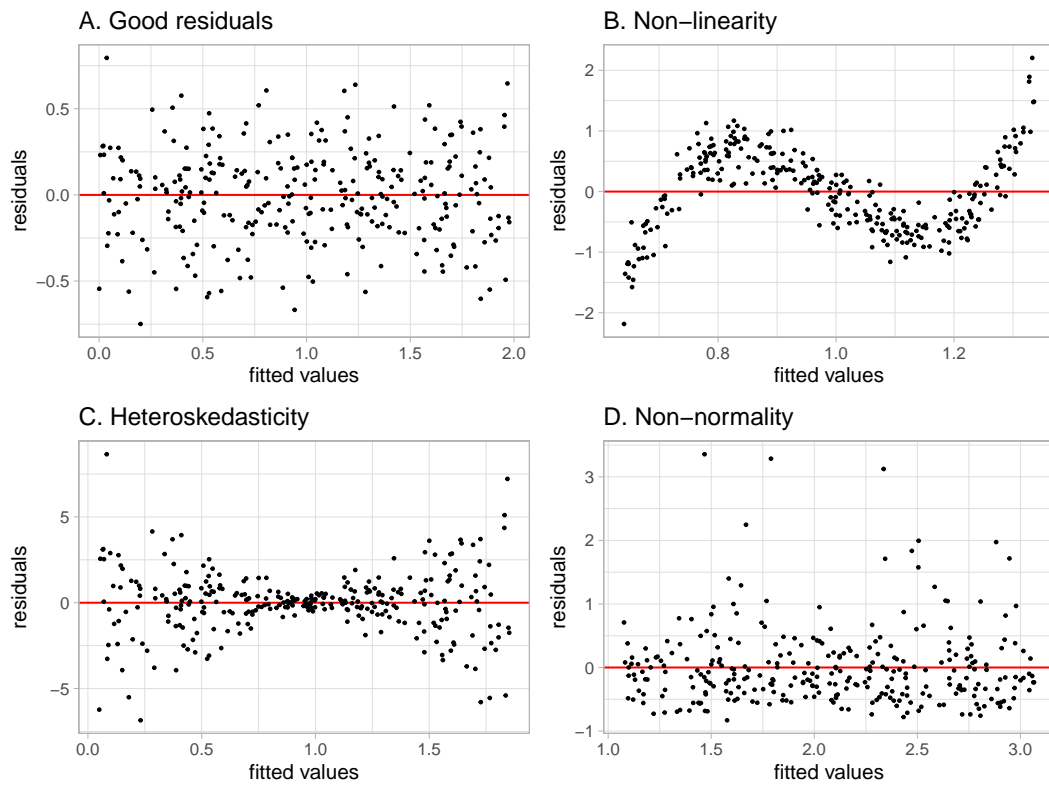 A. Good residuals
0.5
0.0
−0.5
residuals
0.0 0.5 1.0 1.5 2.0
fitted values
B. Non−linearity
2
1
0
−1
−2
residuals
0.8 1.0 1.2
fitted values
C. Heteroskedasticity
5
0
−5
residuals
0.0 0.5 1.0 1.5
fitted values
D. Non−normality
3
2
1
0
−1
residuals
1.0 1.5 2.0 2.5 3.0
fitted values